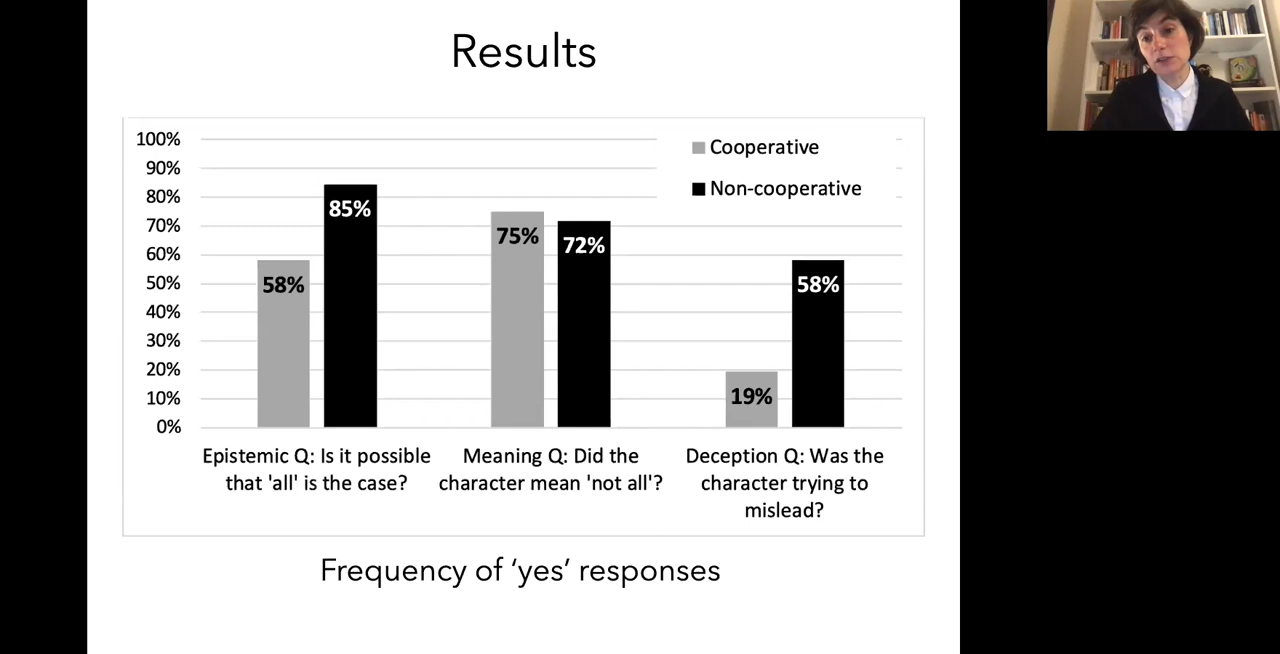 Results
100%
90%
80%
70%
60%
50%
40%
30%
20%
10%
0%
Cooperative
Non-cooperative
58%
85%
75%
72%
19%
58%
Epistemic Q: Is it possible
that 'all' is the case?
Meaning Q: Did the
character mean 'not all'?
Deception Q: Was the
character trying to
mislead?
Frequency of ‘yes’ responses